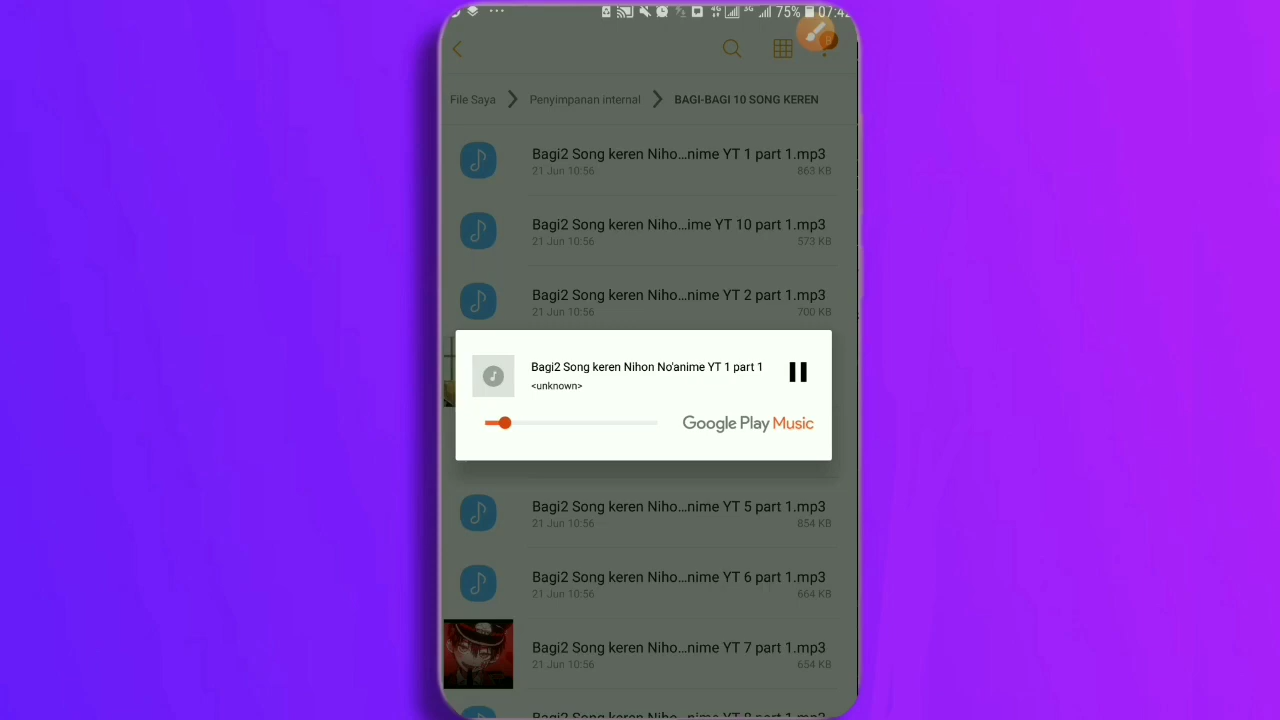 75% 07:42
File Saya Penyimpanan internal BAGI-BAGI 10 SONG KEREN
Bagi2 Song keren Niho...nime YT 1 part 1.mp3
21 Jun 10:56 863 KB
Bagi2 Song keren Niho...ime YT 10 part 1.mp3
21 Jun 10:56 573 KB
Bagi2 Song keren Niho...nime YT 2 part 1.mp3
21 Jun 10:56 700 KB
Bagi2 Song keren Nihon No'anime YT 1 part 1
<unknown>
Google Play Music
Bagi2 Song keren Niho...nime YT 5 part 1.mp3
21 Jun 10:56 854 KB
Bagi2 Song keren Niho...nime YT 6 part 1.mp3
21 Jun 10:56 664 KB
Bagi2 Song keren Niho...nime YT 7 part 1.mp3
21 Jun 10:56 654 KB